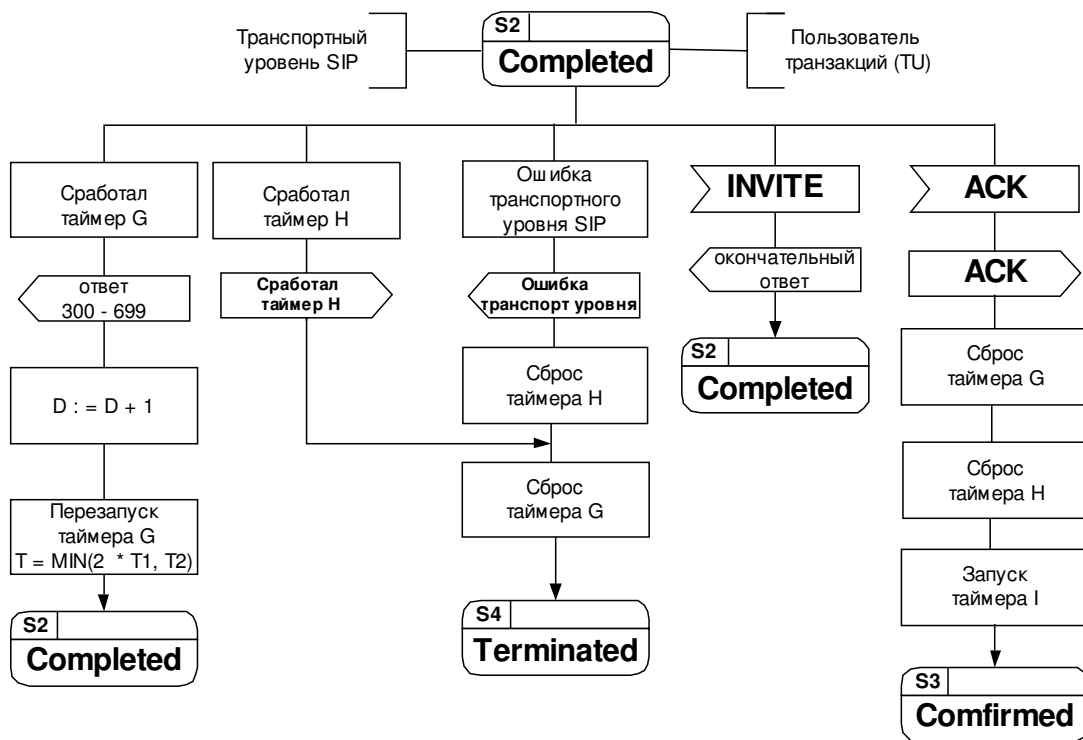 Транспортный
уровень SIP
S2
Completed
Пользователь
транзакций (TU)
Сработал
таймер G
ответ
300 - 699
D : = D + 1
Перезапуск
таймера G
T = MIN(2 * T1, T2)
S2
Completed
Сработал
таймер H
Сработал
таймер H
Ошибка
транспортного
уровня SIP
Ошибка
транспорт уровня
Сброс
таймера H
Сброс
таймера G
S4
Terminated
INVITE
окончательный
ответ
S2
Completed
ACK
ACK
Сброс
таймера G
Сброс
таймера H
Запуск
таймера I
S3
Comfirmed